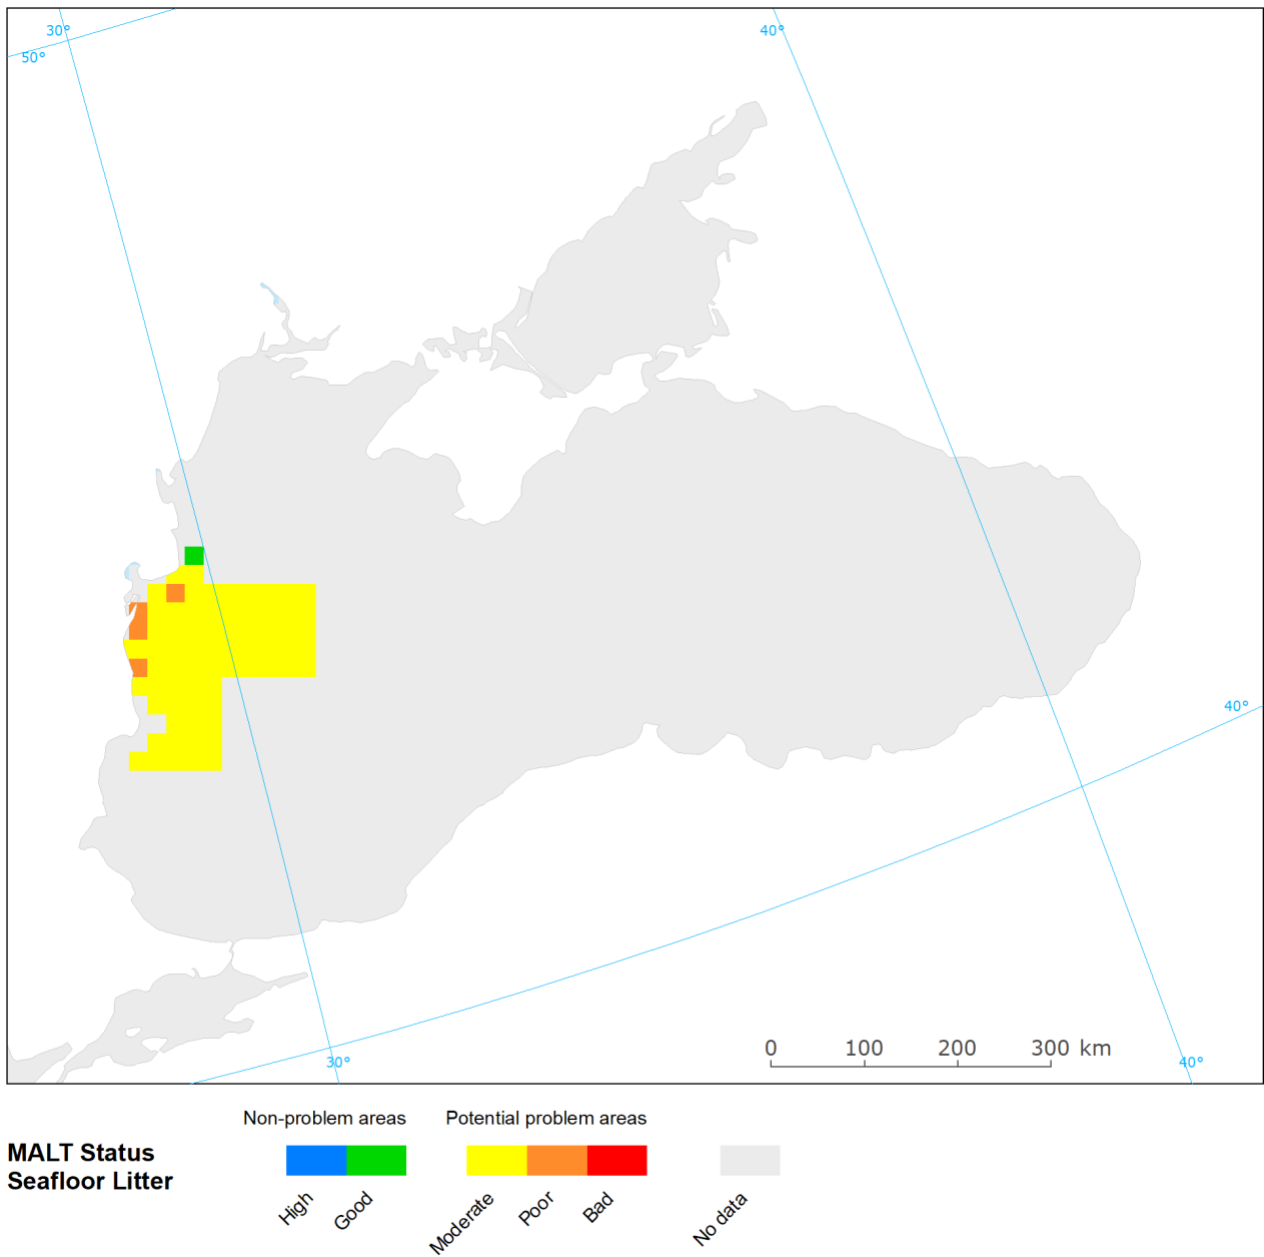 30°
40°
50°
40°
0 100 200 300 km
30°
40°
Non-problem areas
Potential problem areas
MALT Status
Seafloor Litter
High
Good
Moderate
Poor
Bad
No data